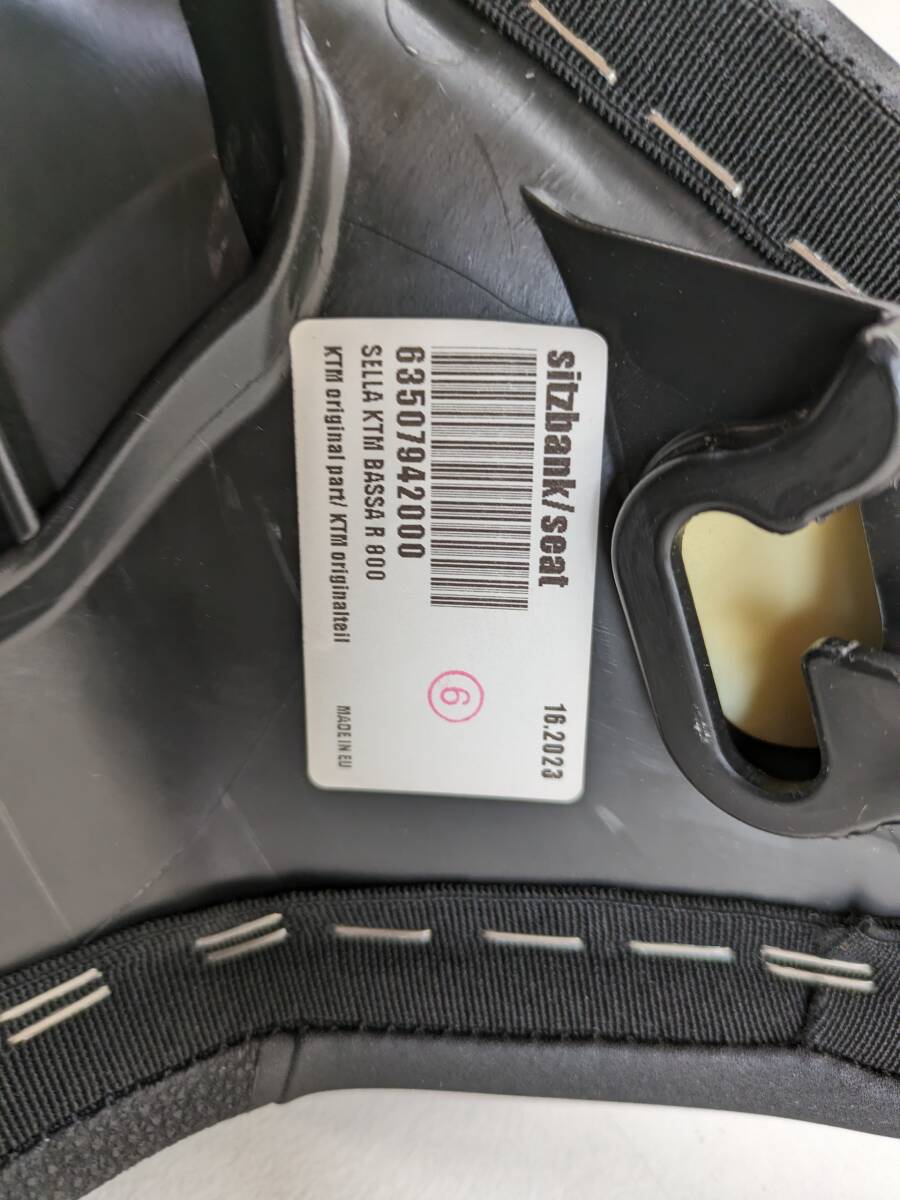 sitzbank/seat
16.2023
63507942000
6
SELLA KTM BASSA R 800
KTM original part/ KTM originalteil
MADE IN EU